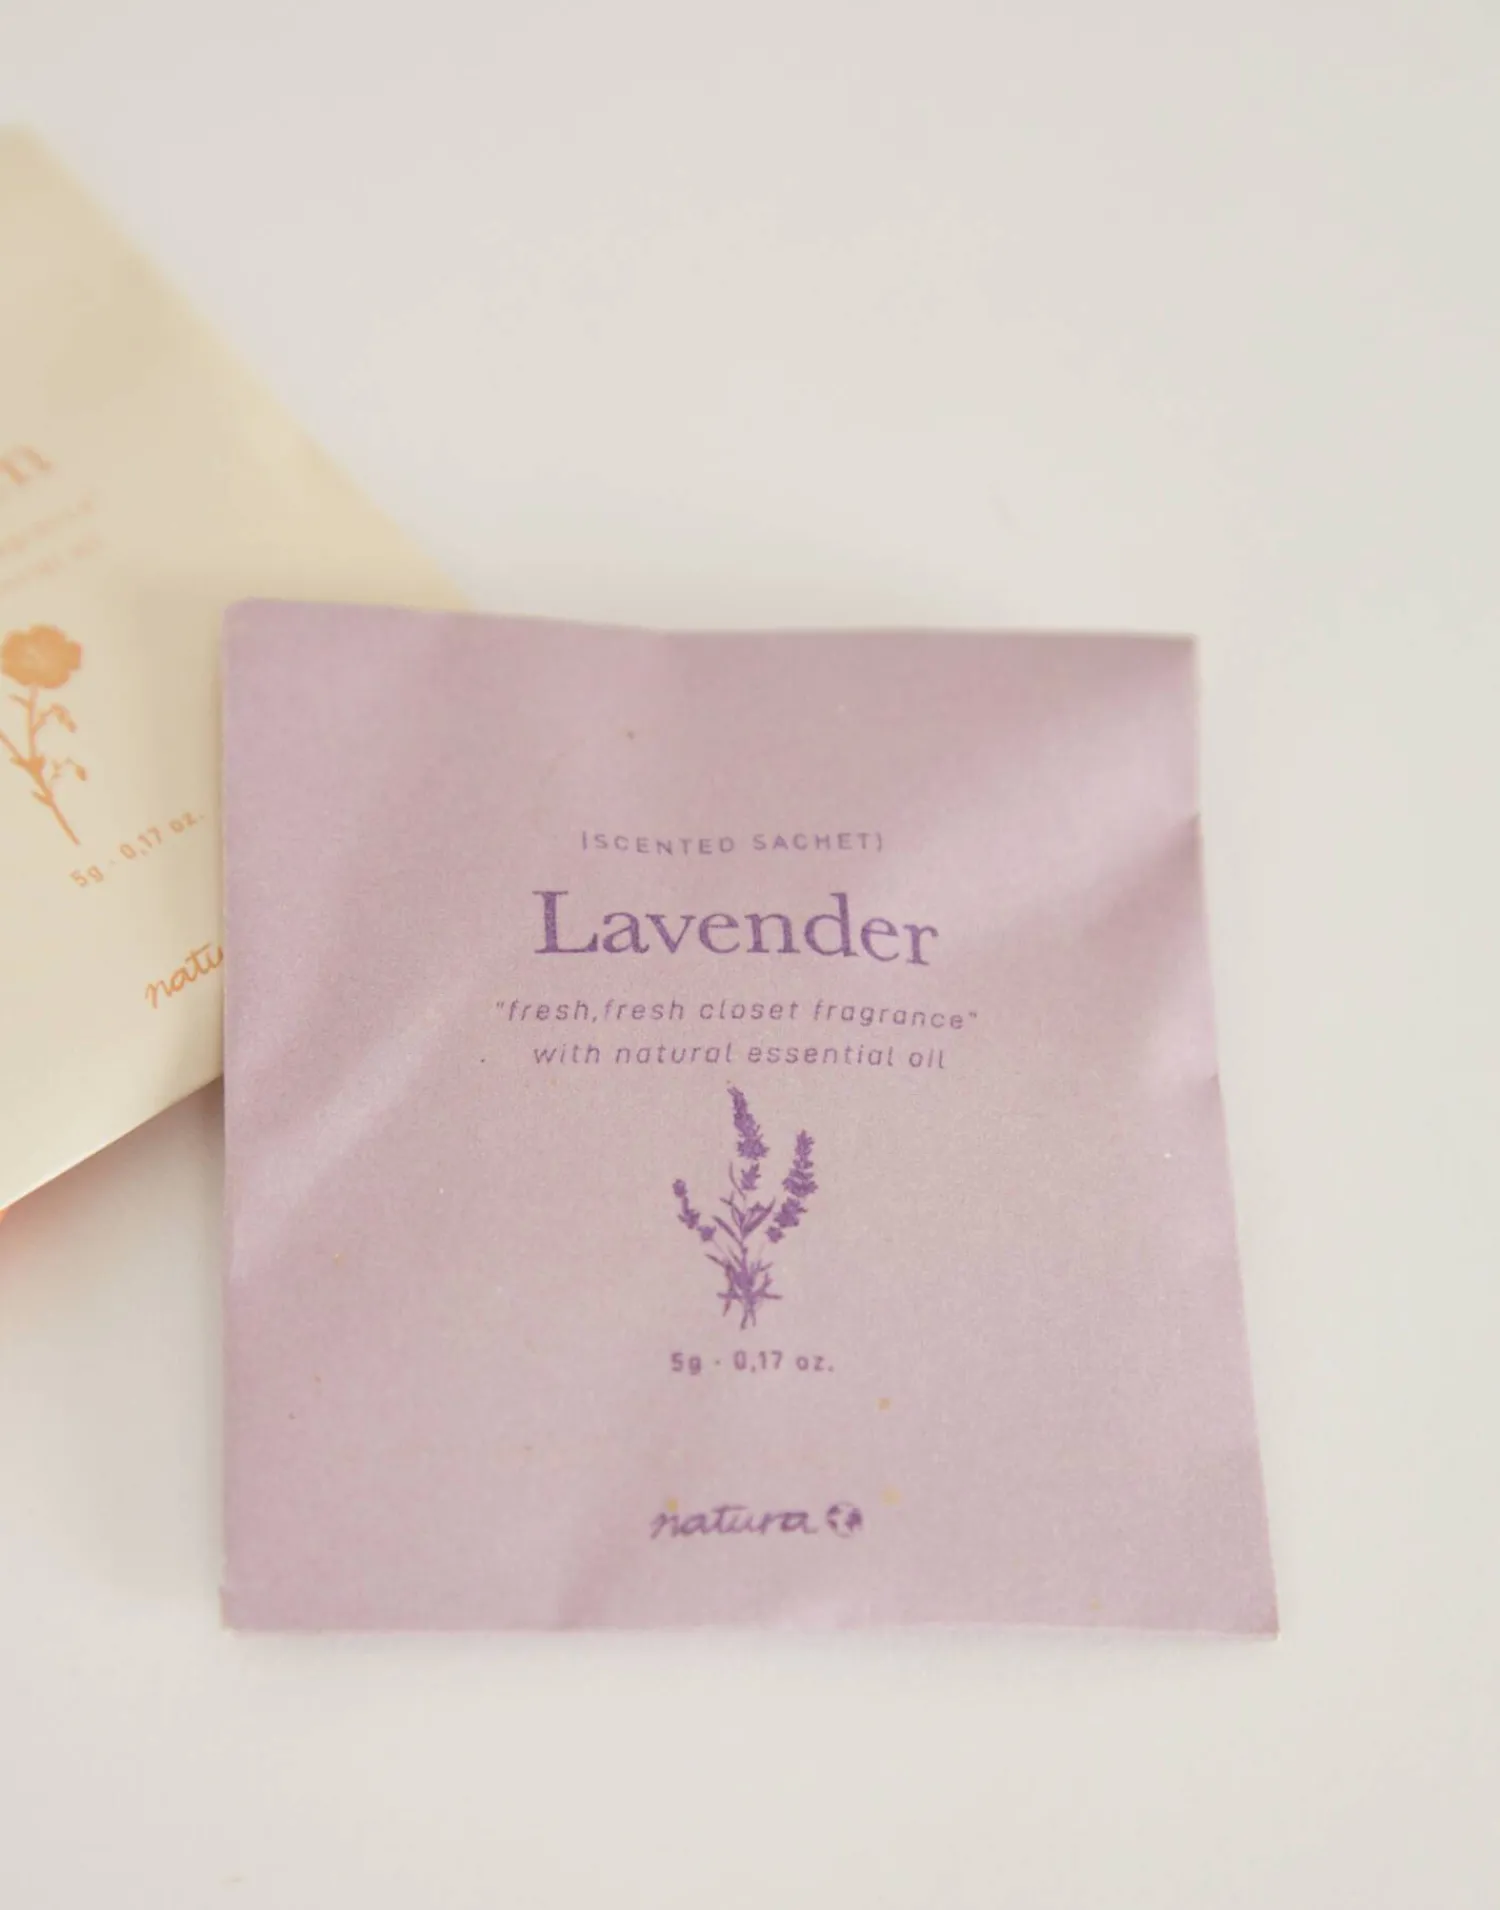 (SCENTED SACHET)
Lavender
"fresh,fresh closet fragrance"
with natural essential oil
5g · 0,17 oz.
natura
5g · 0,17 oz.
natu